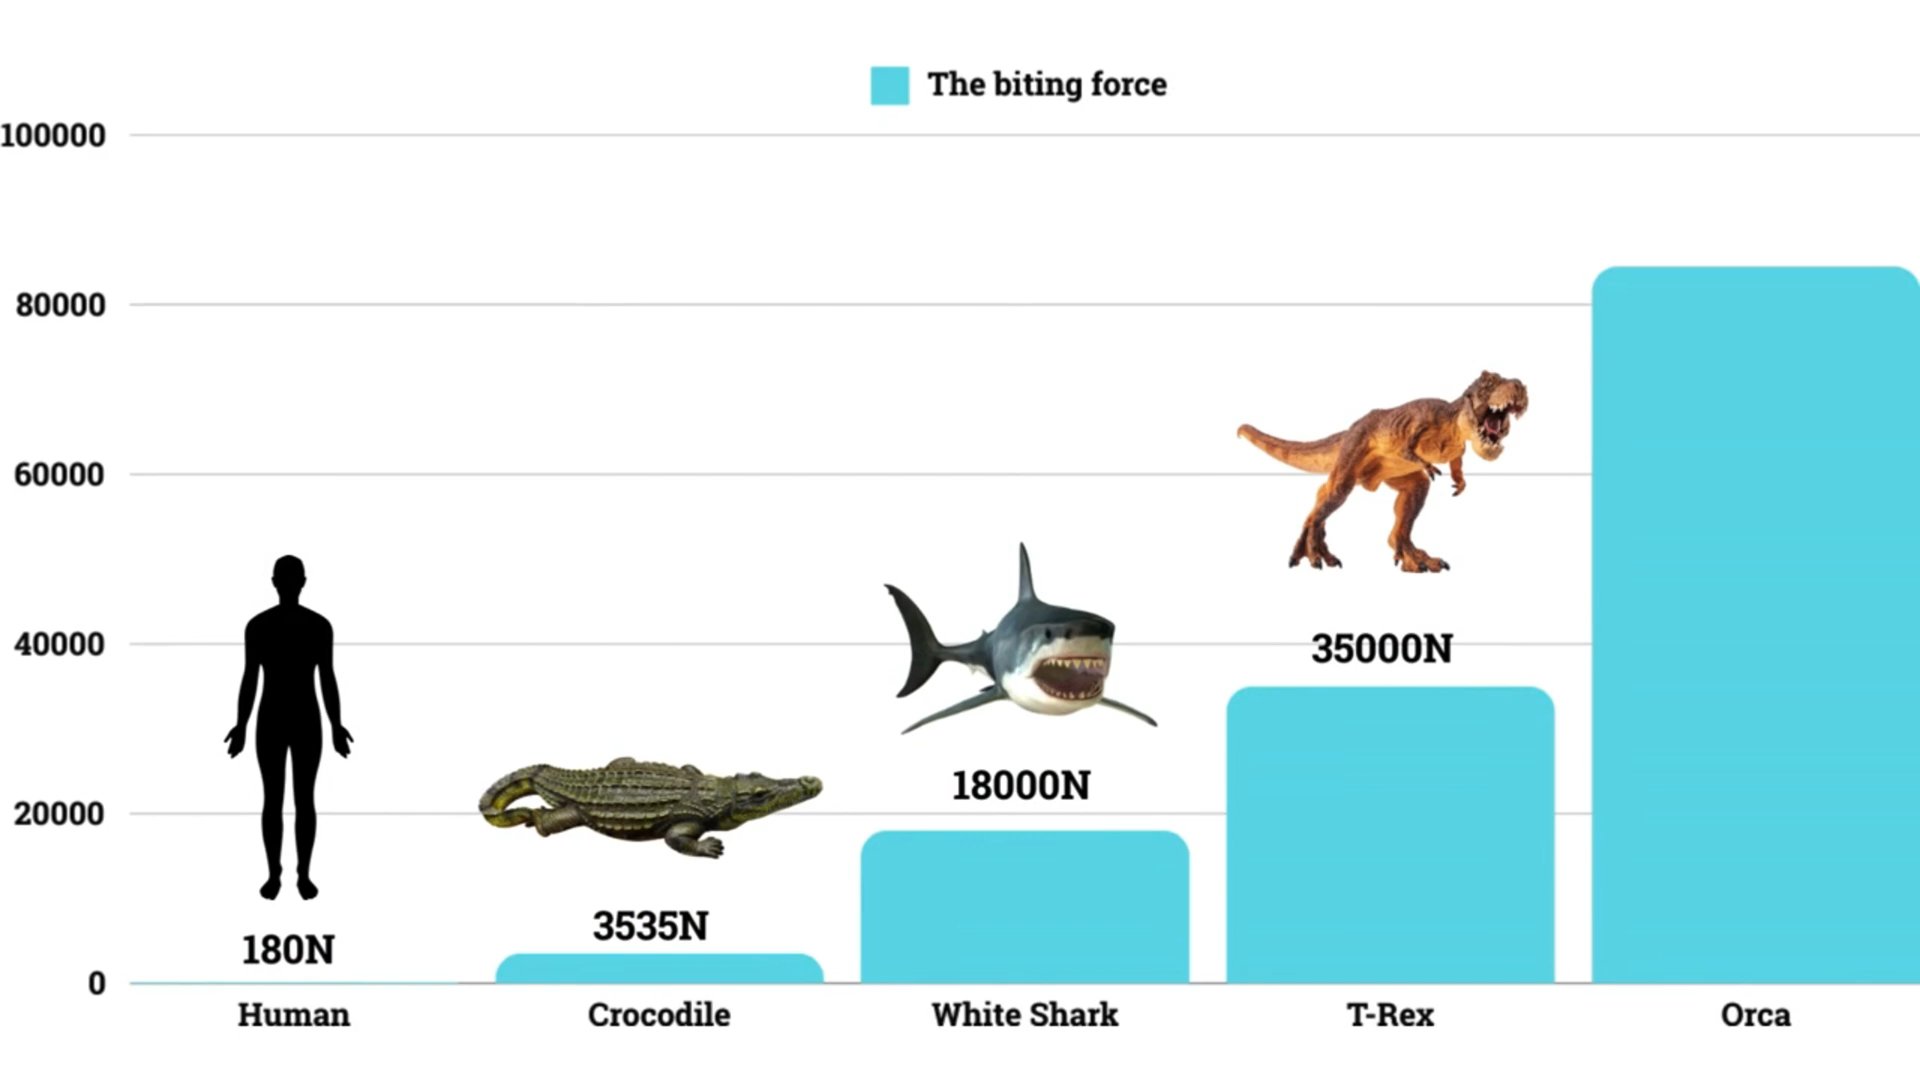 The biting force
100000
80000
60000
40000
20000
0
180N
3535N
18000N
35000N
Human
Crocodile
White Shark
T-Rex
Orca